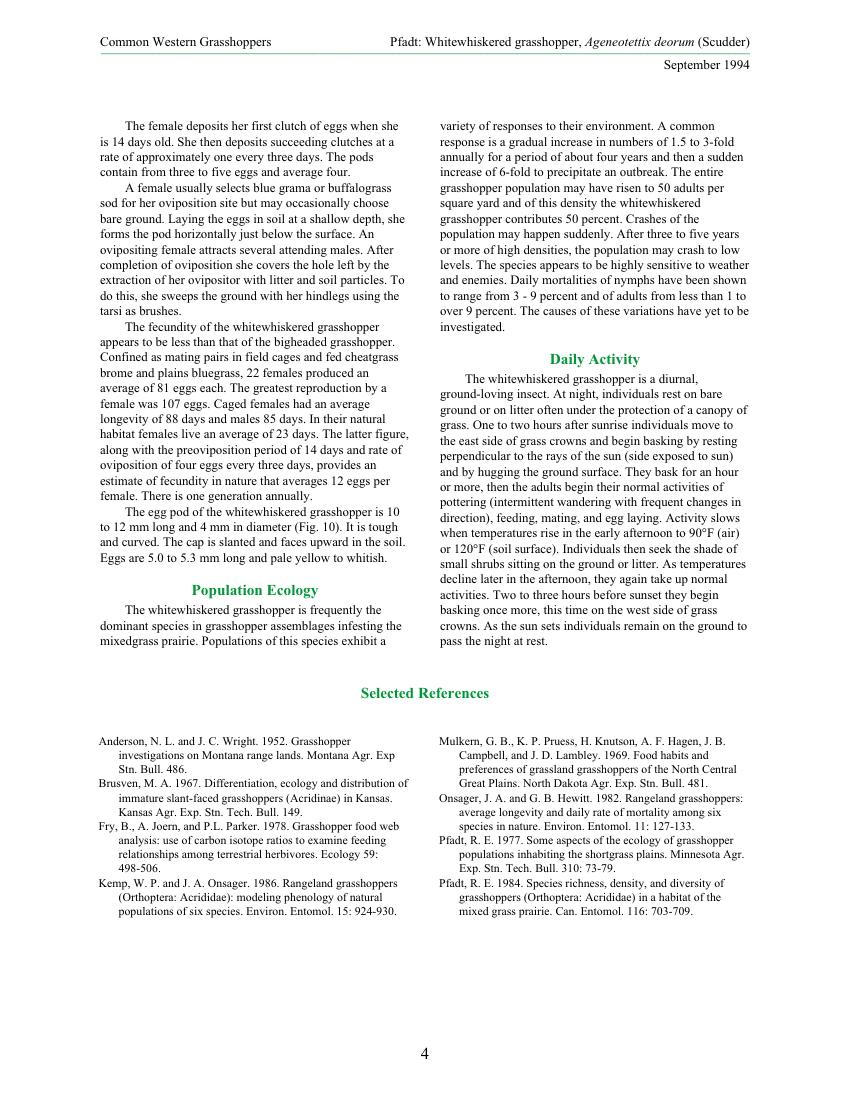 Common Western Grasshoppers
Pfadt: Whitewhiskered grasshopper, Ageneotettix deorum (Scudder)
September 1994
The female deposits her first clutch of eggs when she
is 14 days old. She then deposits succeeding clutches at a
rate of approximately one every three days. The pods
contain from three to five eggs and average four.
A female usually selects blue grama or buffalograss
sod for her oviposition site but may occasionally choose
bare ground. Laying the eggs in soil at a shallow depth, she
forms the pod horizontally just below the surface. An
ovipositing female attracts several attending males. After
completion of oviposition she covers the hole left by the
extraction of her ovipositor with litter and soil particles. To
do this, she sweeps the ground with her hindlegs using the
tarsi as brushes.
The fecundity of the whitewhiskered grasshopper
appears to be less than that of the bigheaded grasshopper.
Confined as mating pairs in field cages and fed cheatgrass
brome and plains bluegrass, 22 females produced an
average of 81 eggs each. The greatest reproduction by a
female was 107 eggs. Caged females had an average
longevity of 88 days and males 85 days. In their natural
habitat females live an average of 23 days. The latter figure,
along with the preoviposition period of 14 days and rate of
oviposition of four eggs every three days, provides an
estimate of fecundity in nature that averages 12 eggs per
female. There is one generation annually.
The egg pod of the whitewhiskered grasshopper is 10
to 12 mm long and 4 mm in diameter (Fig. 10). It is tough
and curved. The cap is slanted and faces upward in the soil.
Eggs are 5.0 to 5.3 mm long and pale yellow to whitish.
Population Ecology
The whitewhiskered grasshopper is frequently the
dominant species in grasshopper assemblages infesting the
mixedgrass prairie. Populations of this species exhibit a
variety of responses to their environment. A common
response is a gradual increase in numbers of 1.5 to 3-fold
annually for a period of about four years and then a sudden
increase of 6-fold to precipitate an outbreak. The entire
grasshopper population may have risen to 50 adults per
square yard and of this density the whitewhiskered
grasshopper contributes 50 percent. Crashes of the
population may happen suddenly. After three to five years
or more of high densities, the population may crash to low
levels. The species appears to be highly sensitive to weather
and enemies. Daily mortalities of nymphs have been shown
to range from 3 - 9 percent and of adults from less than 1 to
over 9 percent. The causes of these variations have yet to be
investigated.
Daily Activity
The whitewhiskered grasshopper is a diurnal,
ground-loving insect. At night, individuals rest on bare
ground or on litter often under the protection of a canopy of
grass. One to two hours after sunrise individuals move to
the east side of grass crowns and begin basking by resting
perpendicular to the rays of the sun (side exposed to sun)
and by hugging the ground surface. They bask for an hour
or more, then the adults begin their normal activities of
pottering (intermittent wandering with frequent changes in
direction), feeding, mating, and egg laying. Activity slows
when temperatures rise in the early afternoon to 90°F (air)
or 120°F (soil surface). Individuals then seek the shade of
small shrubs sitting on the ground or litter. As temperatures
decline later in the afternoon, they again take up normal
activities. Two to three hours before sunset they begin
basking once more, this time on the west side of grass
crowns. As the sun sets individuals remain on the ground to
pass the night at rest.
Selected References
Anderson, N. L. and J. C. Wright. 1952. Grasshopper
investigations on Montana range lands. Montana Agr. Exp
Stn. Bull. 486.
Brusven, M. A. 1967. Differentiation, ecology and distribution of
immature slant-faced grasshoppers (Acridinae) in Kansas.
Kansas Agr. Exp. Stn. Tech. Bull. 149.
Fry, B., A. Joern, and P.L. Parker. 1978. Grasshopper food web
analysis: use of carbon isotope ratios to examine feeding
relationships among terrestrial herbivores. Ecology 59:
498-506.
Kemp, W. P. and J. A. Onsager. 1986. Rangeland grasshoppers
(Orthoptera: Acrididae): modeling phenology of natural
populations of six species. Environ. Entomol. 15: 924-930.
Mulkern, G. B., K. P. Pruess, H. Knutson, A. F. Hagen, J. B.
Campbell, and J. D. Lambley. 1969. Food habits and
preferences of grassland grasshoppers of the North Central
Great Plains. North Dakota Agr. Exp. Stn. Bull. 481.
Onsager, J. A. and G. B. Hewitt. 1982. Rangeland grasshoppers:
average longevity and daily rate of mortality among six
species in nature. Environ. Entomol. 11: 127-133.
Pfadt, R. E. 1977. Some aspects of the ecology of grasshopper
populations inhabiting the shortgrass plains. Minnesota Agr.
Exp. Stn. Tech. Bull. 310: 73-79.
Pfadt, R. E. 1984. Species richness, density, and diversity of
grasshoppers (Orthoptera: Acrididae) in a habitat of the
mixed grass prairie. Can. Entomol. 116: 703-709.
4